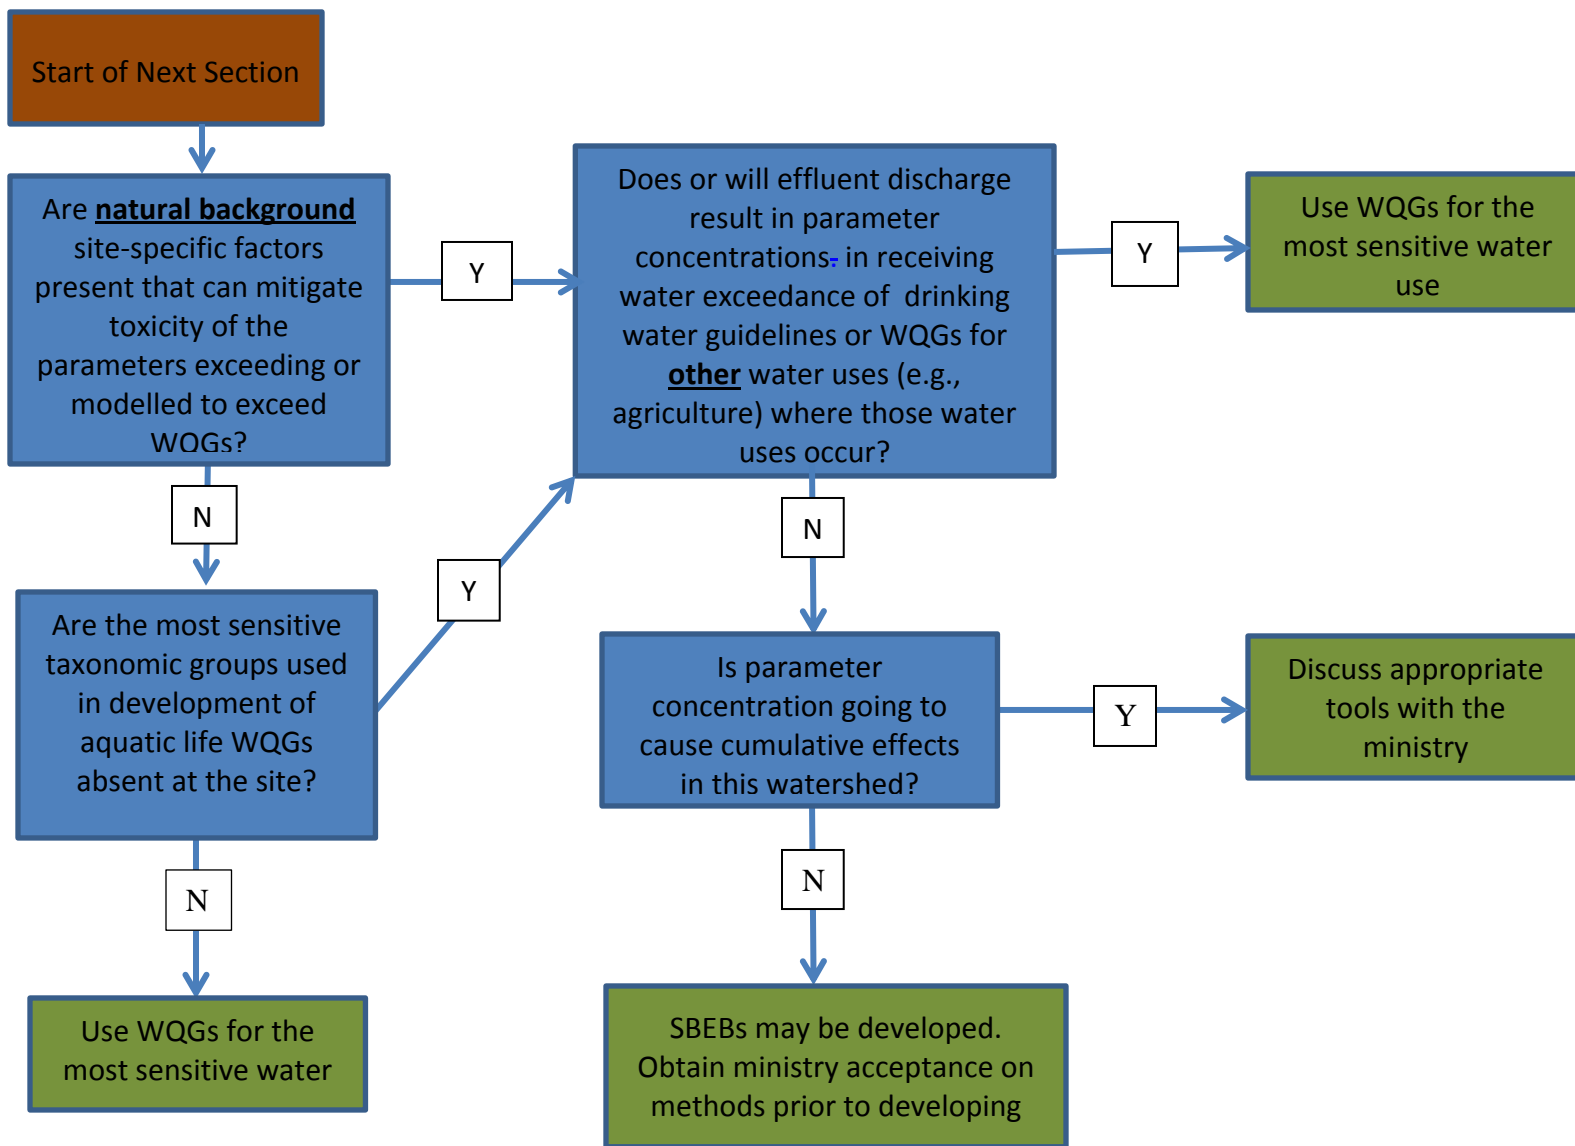 Start of Next Section
Are natural background
site-specific factors
present that can mitigate
toxicity of the
parameters exceeding or
modelled to exceed
WQGs?
Y
N
Are the most sensitive
taxonomic groups used
in development of
aquatic life WQGs
absent at the site?
Y
N
Use WQGs for the
most sensitive water
Does or will effluent discharge
result in parameter
concentrations. in receiving
water exceedance of drinking
water guidelines or WQGs for
other water uses (e.g.,
agriculture) where those water
uses occur?
Y
Use WQGs for the
most sensitive water
use
N
Is parameter
concentration going to
cause cumulative effects
in this watershed?
Y
Discuss appropriate
tools with the
ministry
N
SBEBs may be developed.
Obtain ministry acceptance on
methods prior to developing